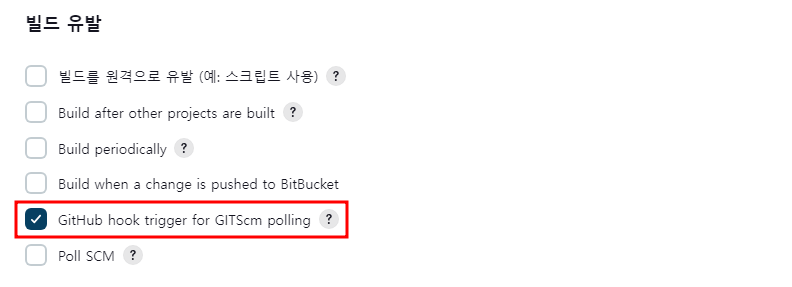 빌드 유발
빌드를 원격으로 유발 (예: 스크립트 사용) ?
Build after other projects are built ?
Build periodically ?
Build when a change is pushed to BitBucket
GitHub hook trigger for GITScm polling ?
Poll SCM ?